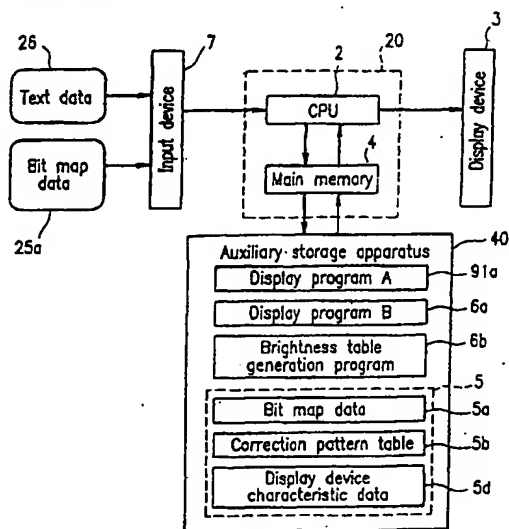 26
7
20
2
3
Text data
Input device
CPU
Display device
4
Bit map
data
Main memory
25a
Auxiliary storage apparatus
40
Display program A
91a
Display program B
6a
Brightness table
generation program
6b
5
Bit map data
5a
Correction pattern table
5b
Display device
characteristic data
5d